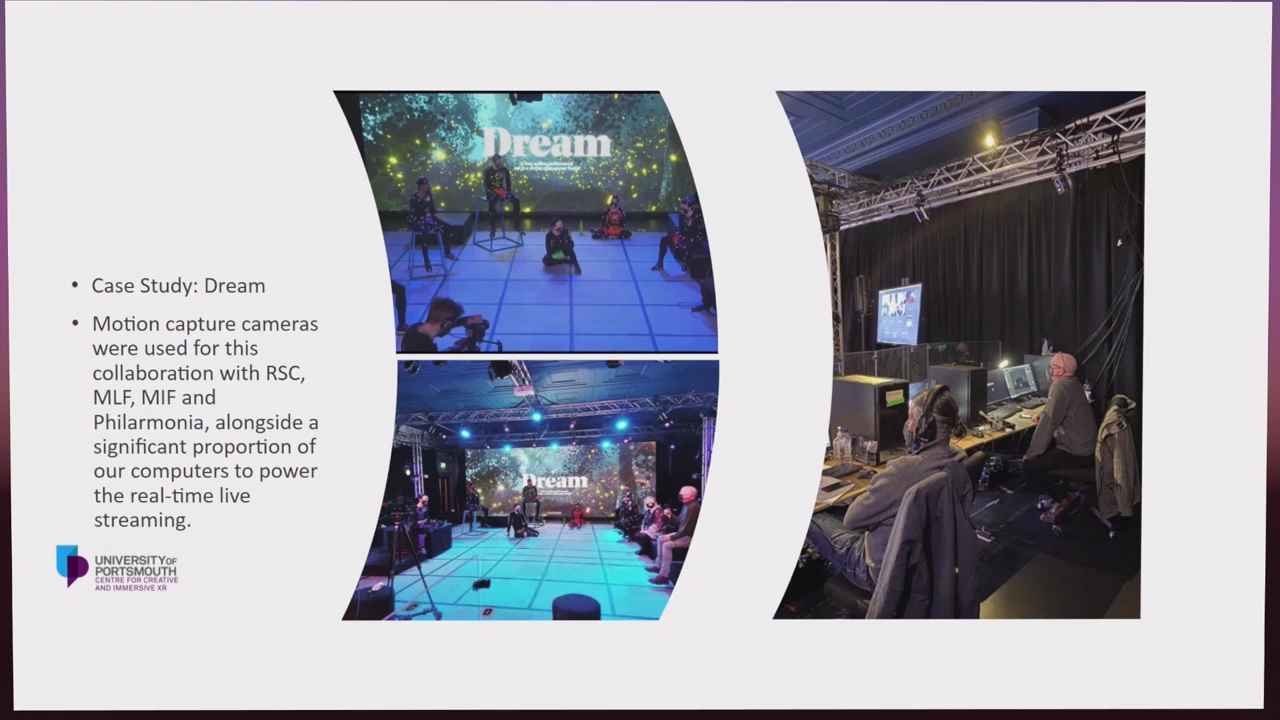 • Case Study: Dream
• Motion capture cameras
were used for this
collaboration with RSC,
MLF, MIF and
Philarmonia, alongside a
significant proportion of
our computers to power
the real-time live
streaming.
UNIVERSITY OF
PORTSMOUTH
CENTRE FOR CREATIVE
AND IMMERSIVE XR
Dream
Dream